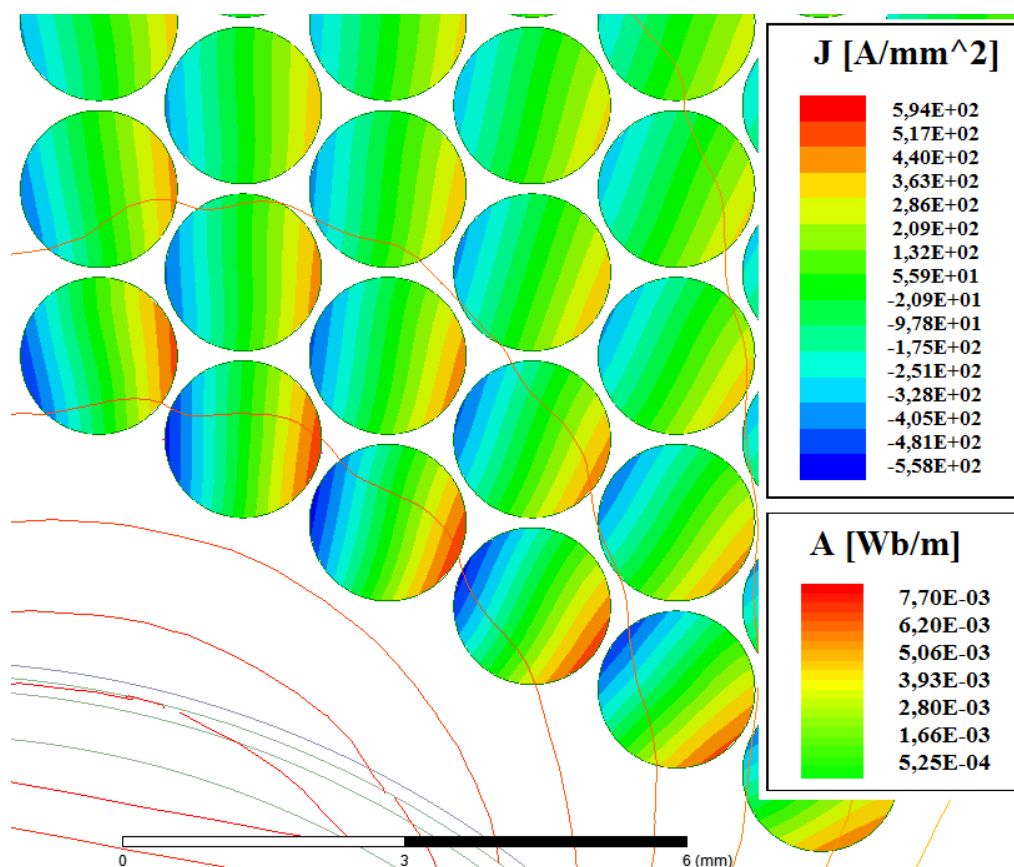 J [A/mm^2]
5,94E+02
5,17E+02
4,40E+02
3,63E+02
2,86E+02
2,09E+02
1,32E+02
5,59E+01
-2,09E+01
-9,78E+01
-1,75E+02
-2,51E+02
-3,28E+02
-4,05E+02
-4,81E+02
-5,58E+02
A [Wb/m]
7,70E-03
6,20E-03
5,06E-03
3,93E-03
2,80E-03
1,66E-03
5,25E-04
0 3 6 (mm)